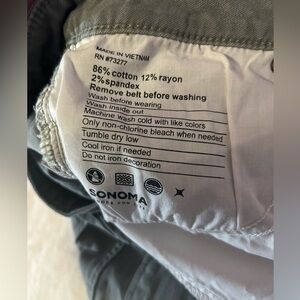 MADE IN VIETNAM
RN #73277
86% cotton 12% rayon
2% spandex
Remove belt before washing
Wash before wearing
Wash inside out
Machine wash cold with like colors
Only non-chlorine bleach when needed
Tumble dry low
Cool iron if needed
Do not iron decoration
SONOMA